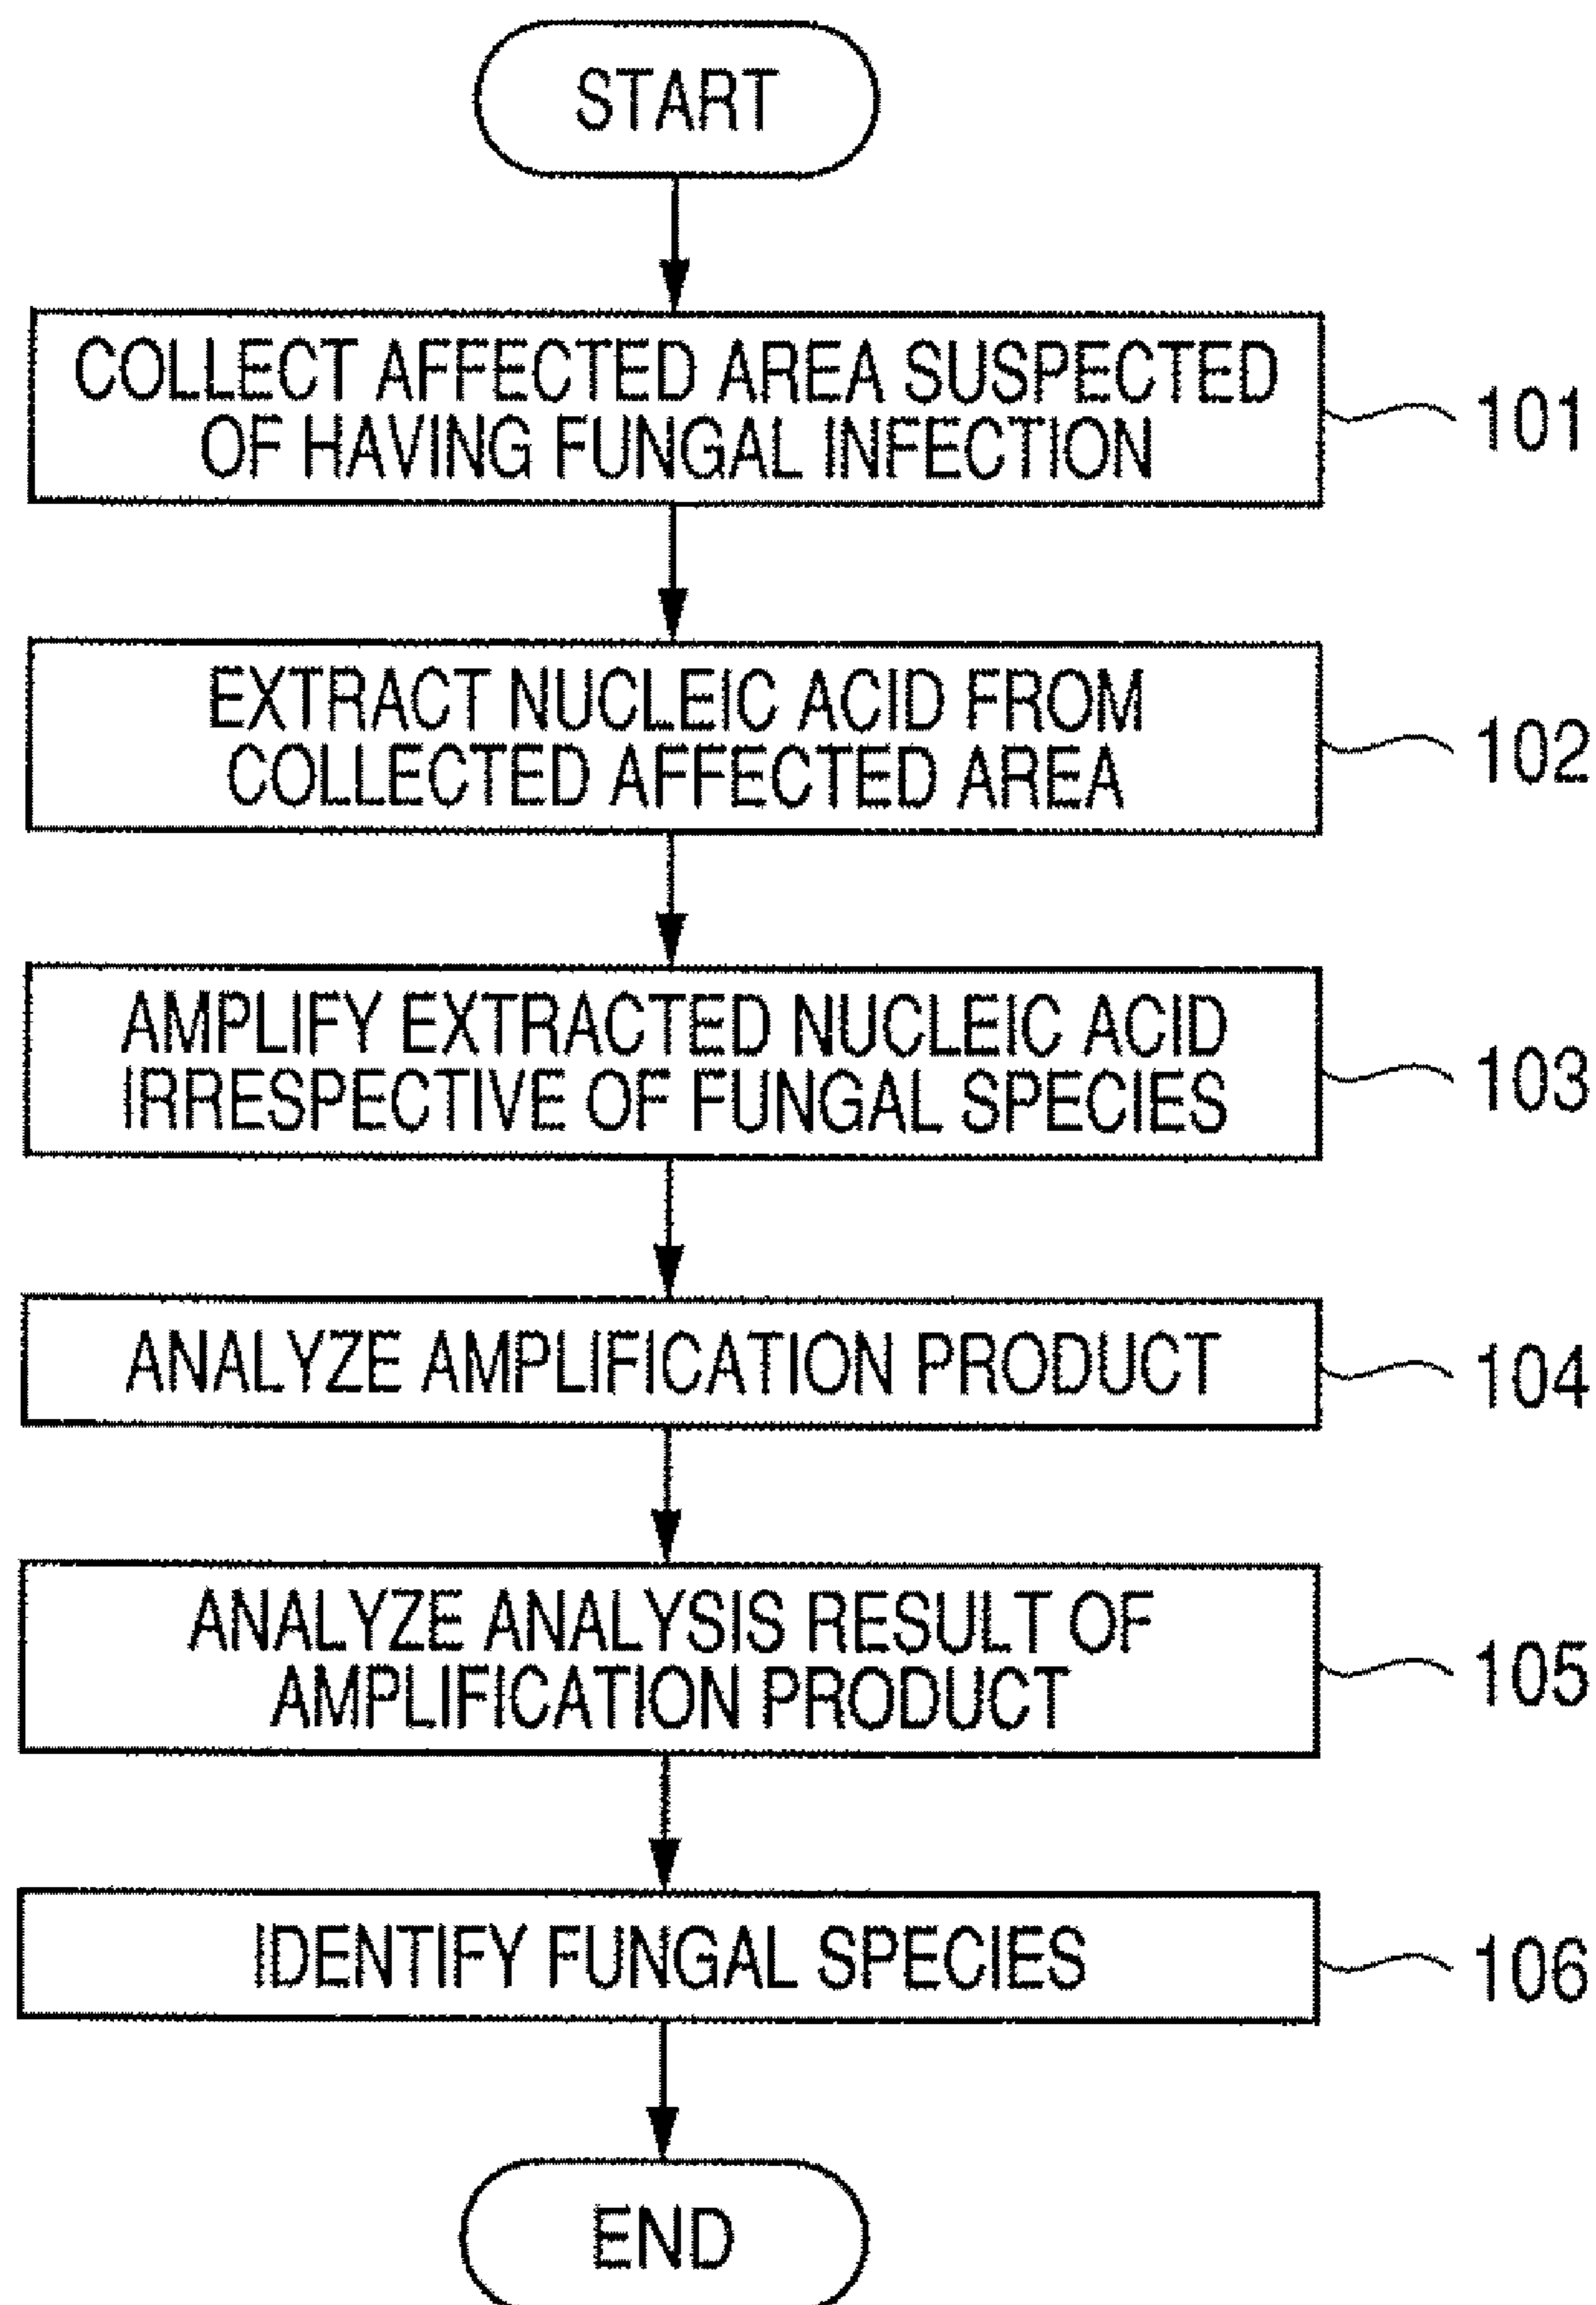 START
COLLECT AFFECTED AREA SUSPECTED
OF HAVING FUNGAL INFECTION
101
EXTRACT NUCLEIC ACID FROM
COLLECTED AFFECTED AREA
102
AMPLIFY EXTRACTED NUCLEIC ACID
IRRESPECTIVE OF FUNGAL SPECIES
103
ANALYZE AMPLIFICATION PRODUCT
104
ANALYZE ANALYSIS RESULT OF
AMPLIFICATION PRODUCT
105
IDENTIFY FUNGAL SPECIES
106
END